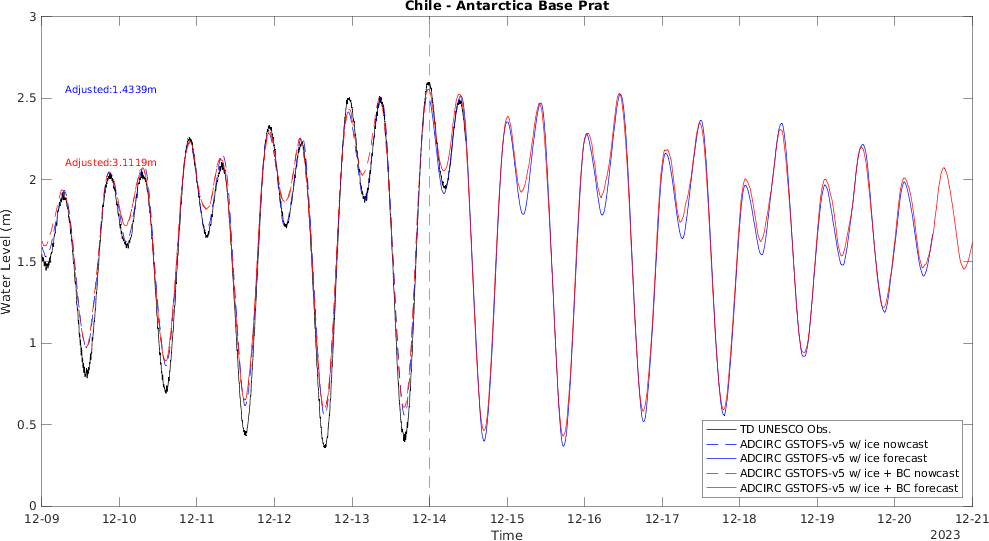 Chile - Antarctica Base Prat
3
2.5
2
1.5
1
0.5
0
Water Level (m)
Adjusted:1.4339m
Adjusted:3.1119m
TD UNESCO Obs.
ADCIRC GSTOFS-v5 w/ ice nowcast
ADCIRC GSTOFS-v5 w/ ice forecast
ADCIRC GSTOFS-v5 w/ ice + BC nowcast
ADCIRC GSTOFS-v5 w/ ice + BC forecast
12-09 12-10 12-11 12-12 12-13 12-14 12-15 12-16 12-17 12-18 12-19 12-20 12-21
Time
2023